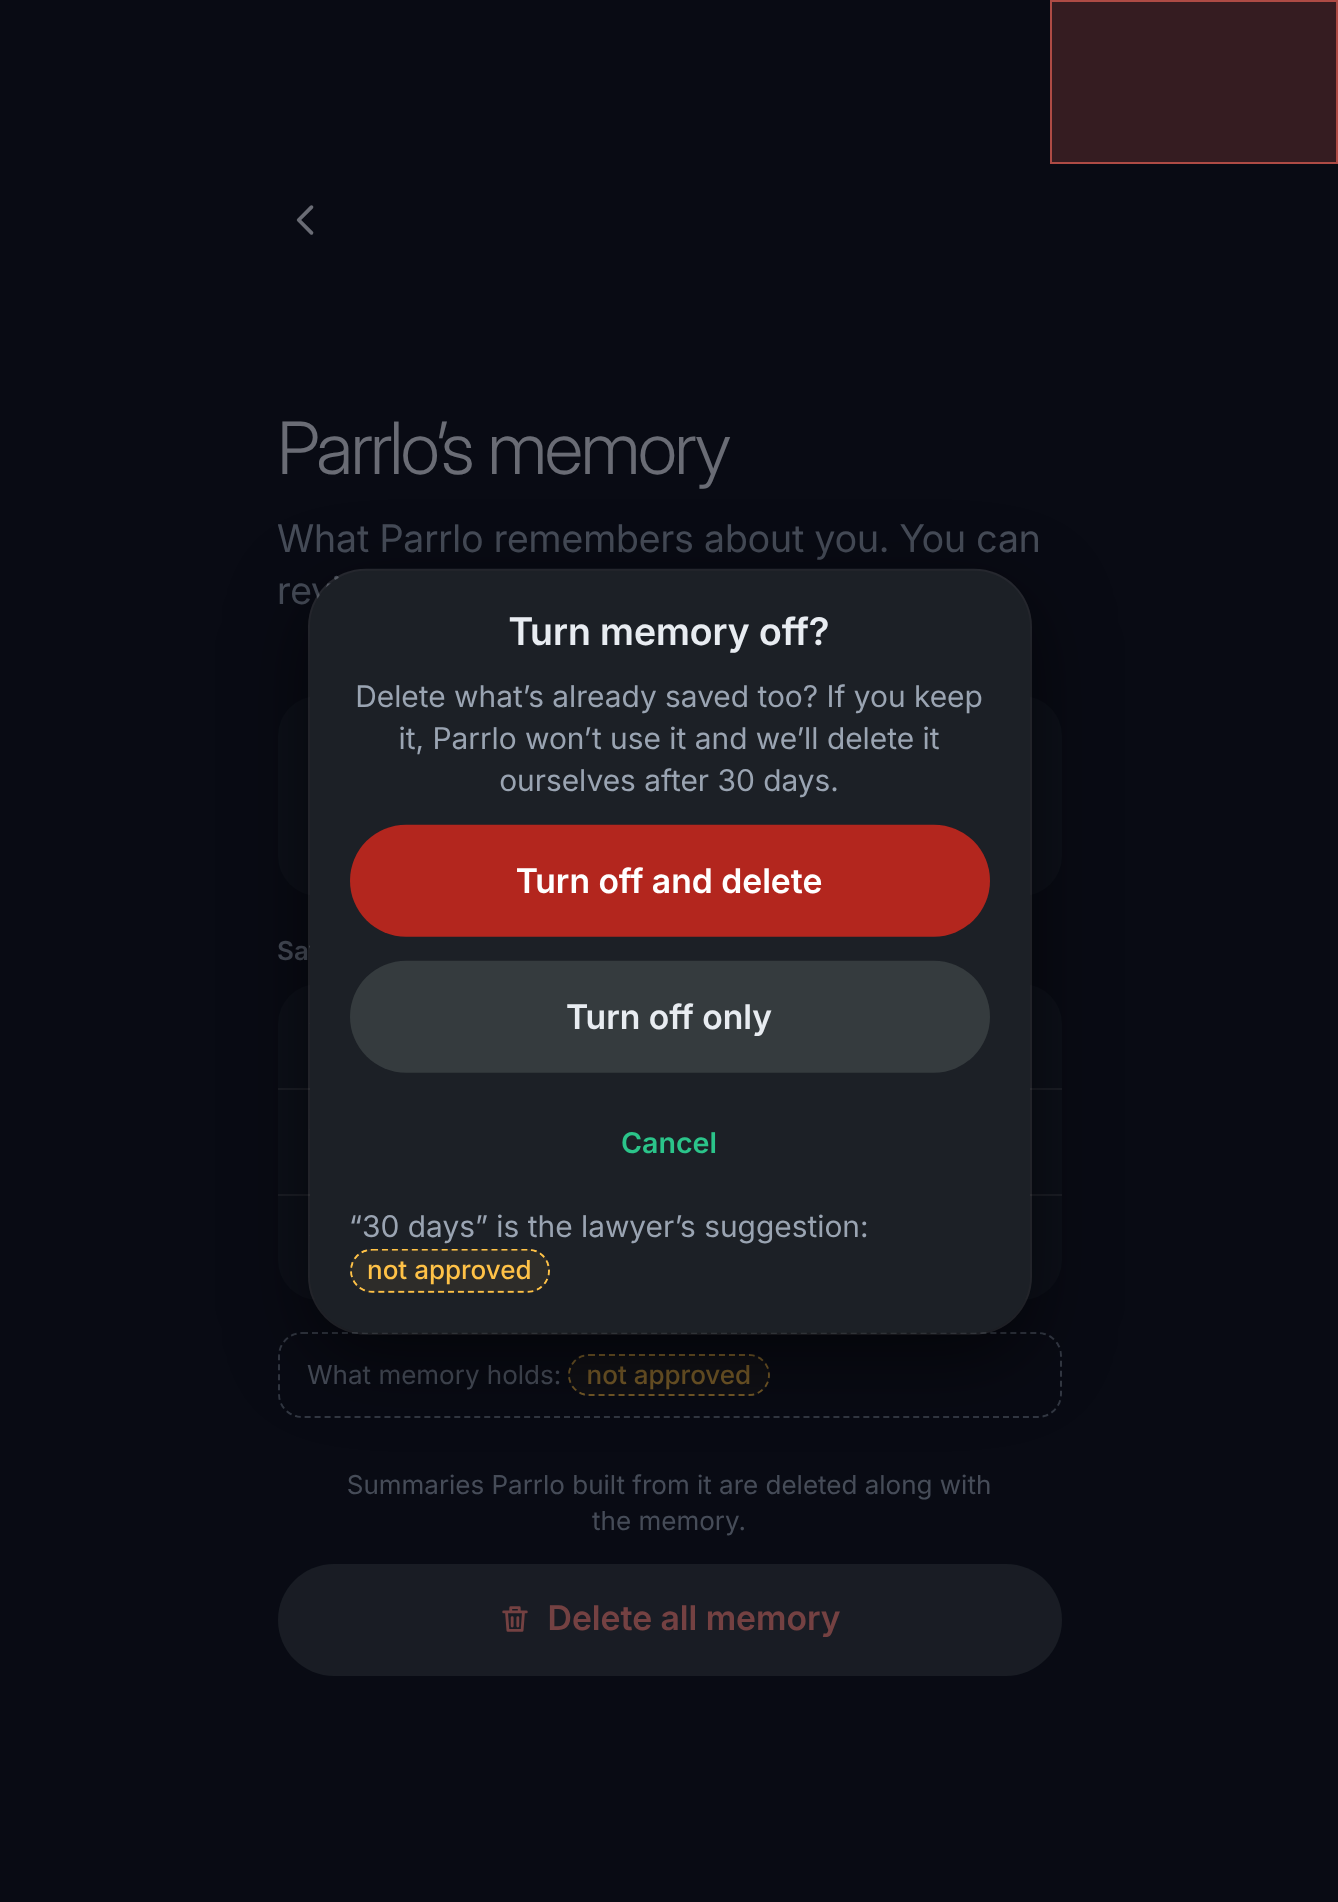 Parrlo’s memory
What Parrlo remembers about you. You can
Turn memory off?
Delete what’s already saved too? If you keep
it, Parrlo won’t use it and we’ll delete it
ourselves after 30 days.
Turn off and delete
Turn off only
Cancel
“30 days” is the lawyer’s suggestion:
not approved
What memory holds: not approved
Summaries Parrlo built from it are deleted along with
the memory.
Delete all memory